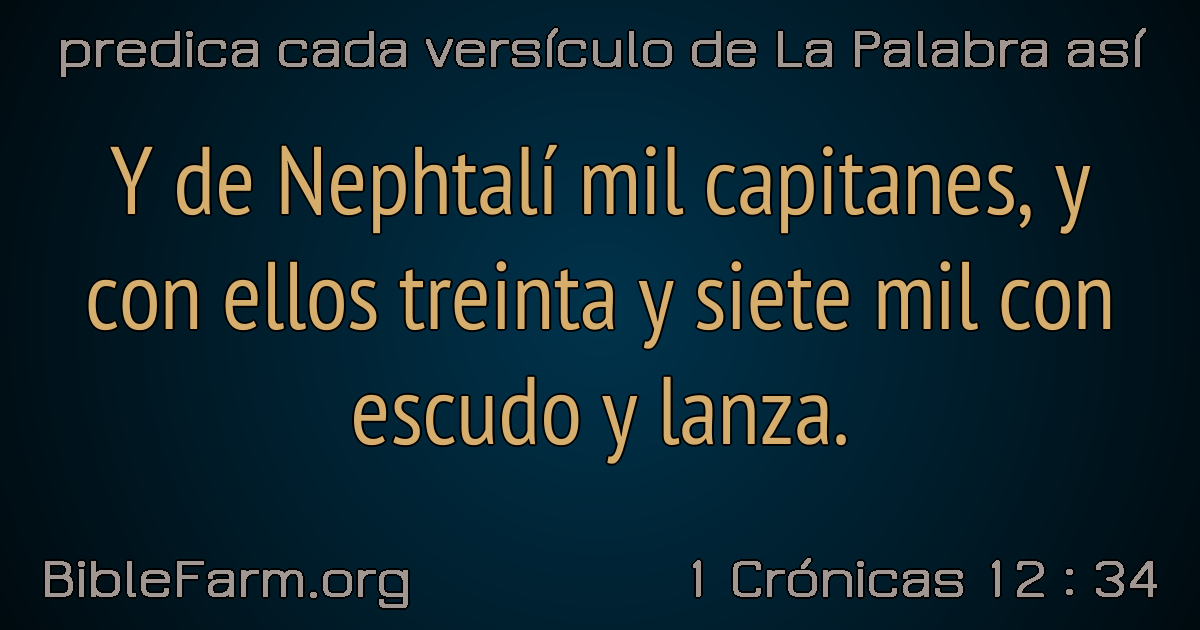 predica cada versículo de La Palabra así
Y de Nephtalí mil capitanes, y
con ellos treinta y siete mil con
escudo y lanza.
BibleFarm.org
1 Crónicas 12 : 34